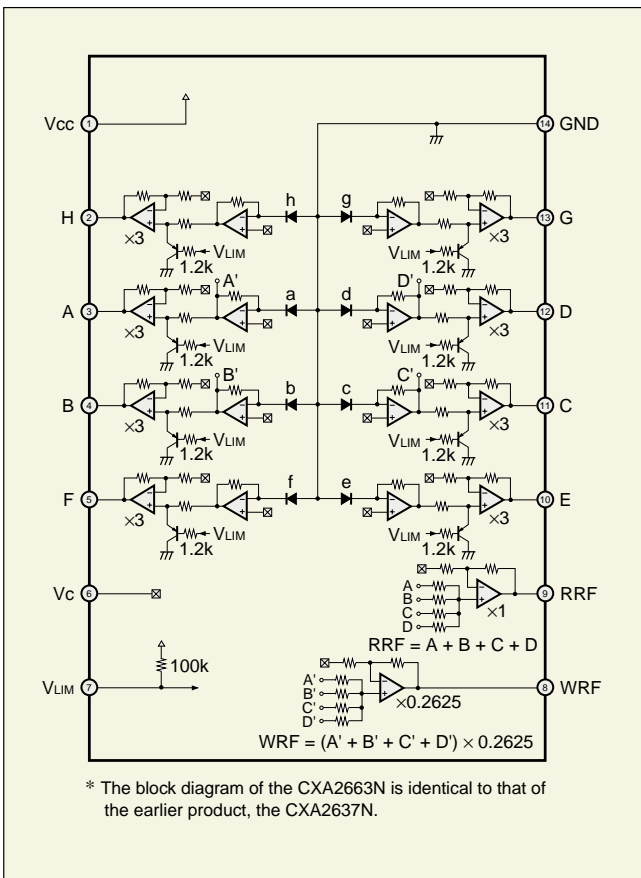 Vcc 1
14 GND
H 2
h g
13 G
×3
VLIM
1.2k
VLIM
1.2k
×3
A 3
A'
a d
D'
12 D
×3
VLIM
1.2k
VLIM
1.2k
×3
B 4
B'
b c
C'
11 C
×3
VLIM
1.2k
VLIM
1.2k
×3
F 5
f e
10 E
×3
VLIM
1.2k
VLIM
1.2k
×3
Vc 6
A
B
C
D
×1
9 RRF
RRF = A + B + C + D
VLIM 7
100k
A'
B'
C'
D'
×0.2625
8 WRF
WRF = (A' + B' + C' + D') × 0.2625
* The block diagram of the CXA2663N is identical to that of
the earlier product, the CXA2637N.